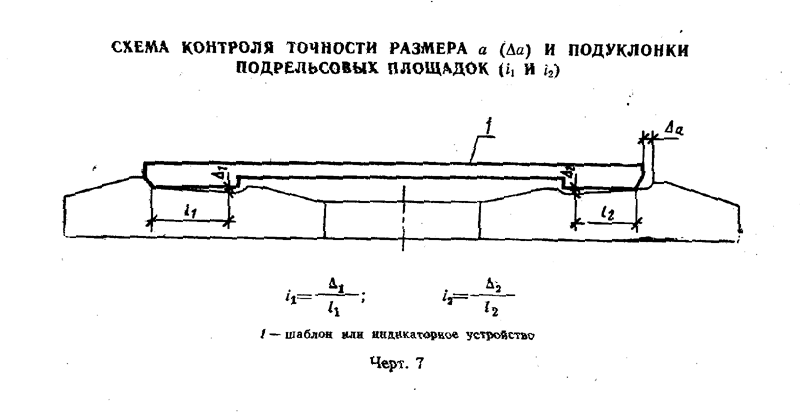 СХЕМА КОНТРОЛЯ ТОЧНОСТИ РАЗМЕРА a (Δa) И ПОДУКЛОНКИ
ПОДРЕЛЬСОВЫХ ПЛОЩАДОК (i₁ И i₂)
1
Δa
Δ₁
Δ₂
l₁
l₂
i₁= Δ₁/l₁ ; i₂= Δ₂/l₂
1 — шаблон или индикаторное устройство
Черт. 7